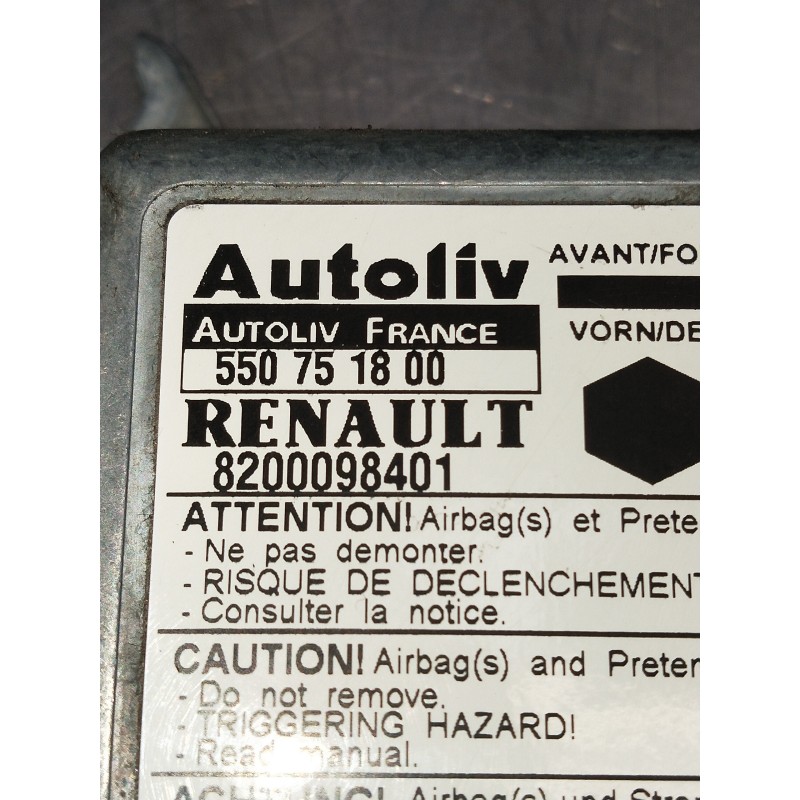 Autoliv
AVANT/FO
AUTOLIV FRANCE
VORN/DE
550 75 18 00
RENAULT
8200098401
ATTENTION! Airbag(s) et Prete
- Ne pas demonter.
- RISQUE DE DECLENCHEMENT
- Consulter la notice.
CAUTION! Airbag(s) and Preter
- Do not remove.
- TRIGGERING HAZARD!
- Read manual.
ACHTUNG! Airbag(s) und Stra